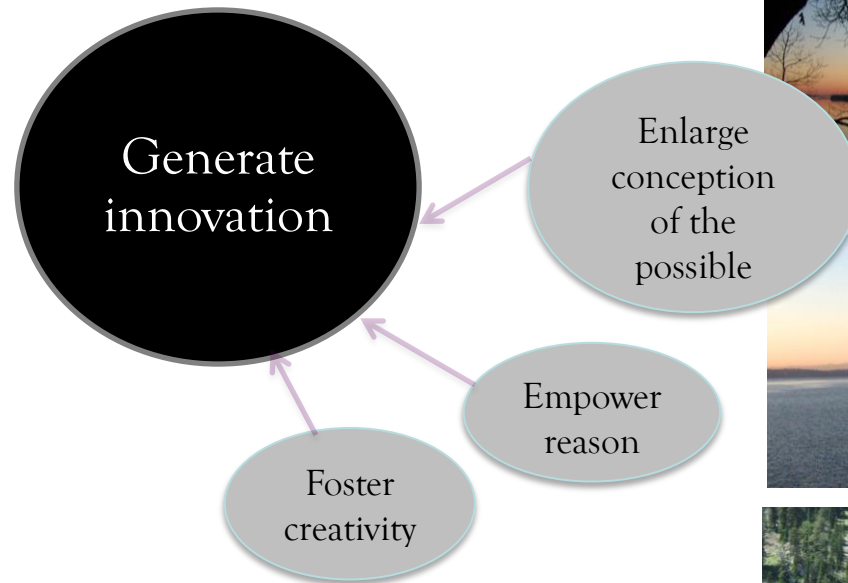 Generate
innovation
Enlarge
conception
of the
possible
Empower
reason
Foster
creativity